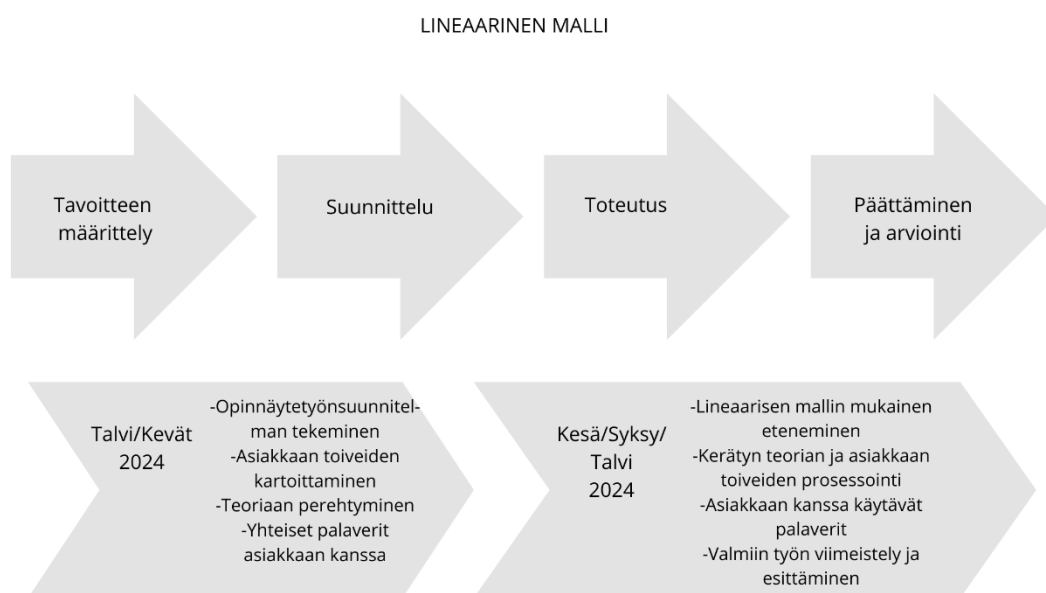 LINEAARINEN MALLI
Tavoitteen
määrittely
Suunnittelu
Toteutus
Päättäminen
ja arviointi
Talvi/Kevät
2024
-Opinnäytetyönsuunnitel-
man tekeminen
-Asiakkaan toiveiden
kartoittaminen
-Teoriaan perehtyminen
-Yhteiset palaverit
asiakkaan kanssa
Kesä/Syksy/
Talvi
2024
-Lineaarisen mallin mukainen
eteneminen
-Kerätyn teorian ja asiakkaan
toiveiden prosessointi
-Asiakkaan kanssa käytävät
palaverit
-Valmiin työn viimeistely ja
esittäminen